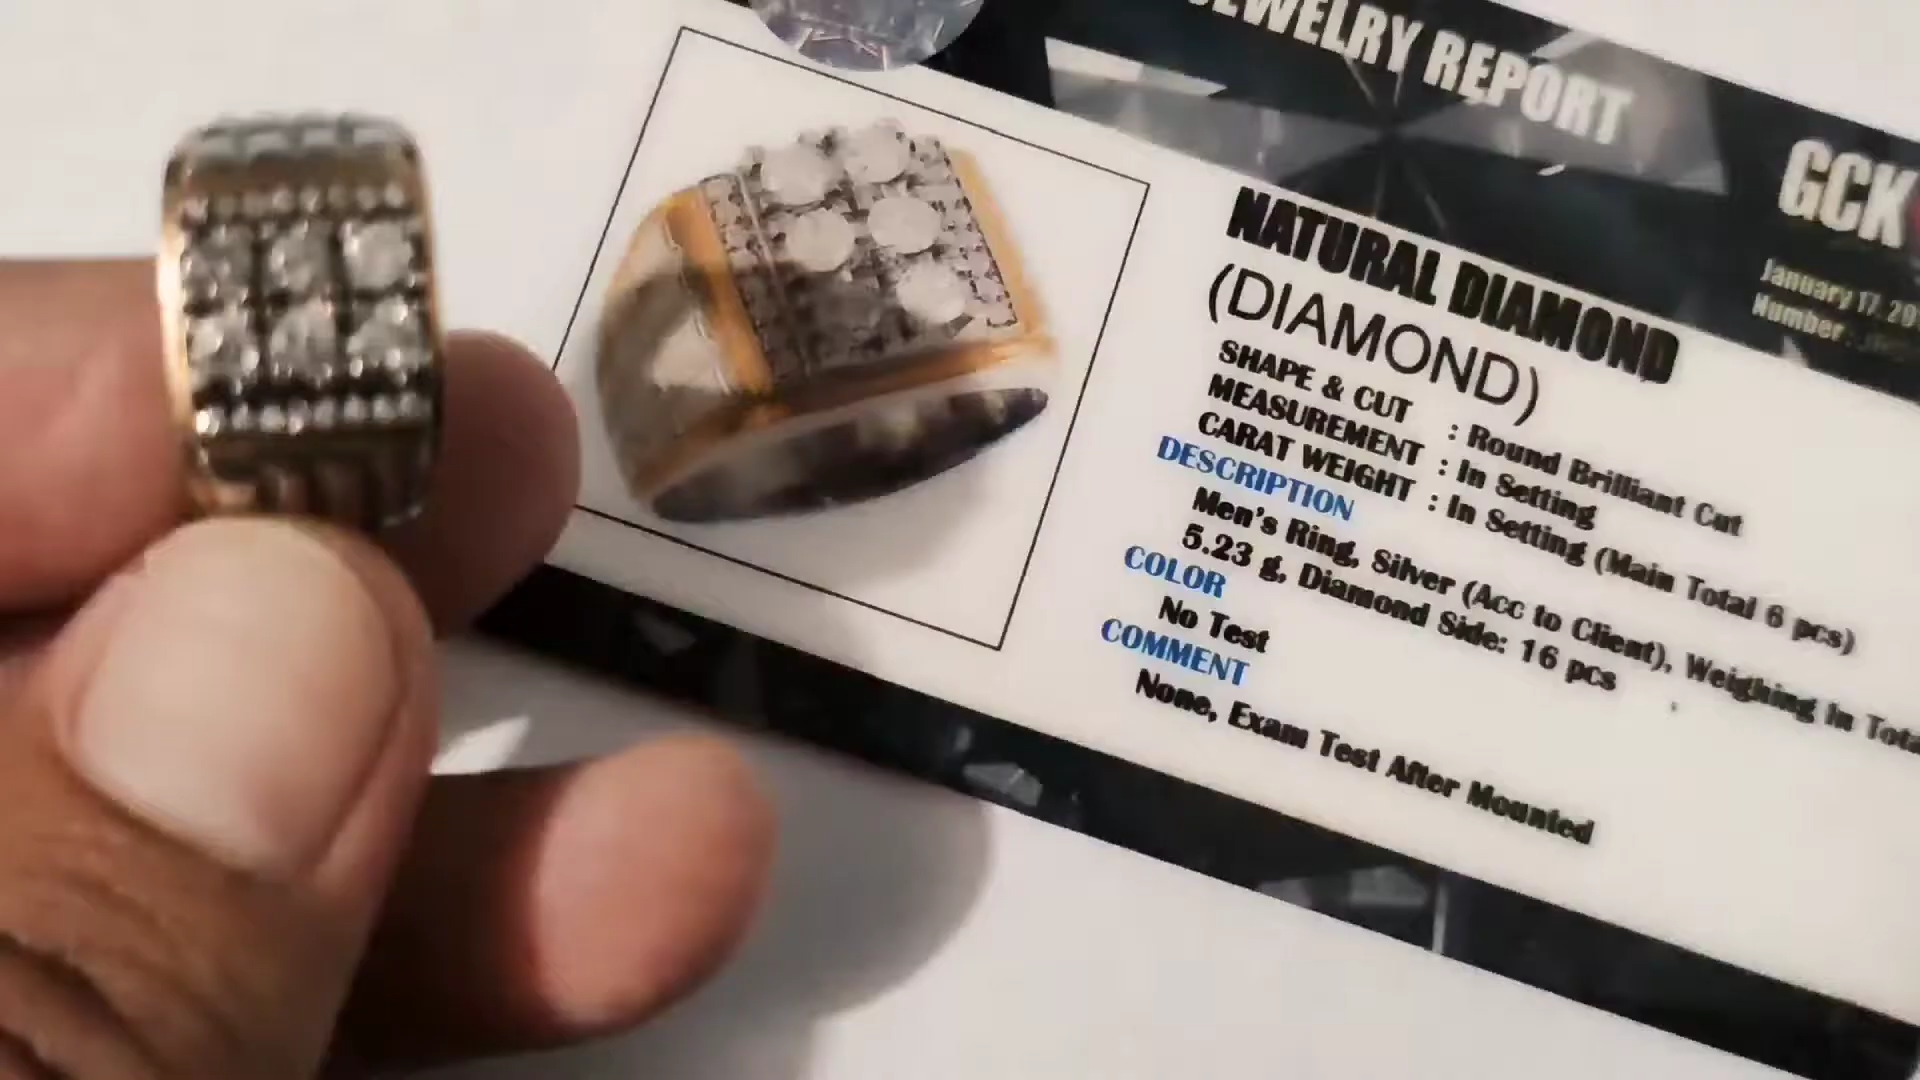 JEWELRY REPORT
GCK
January 17, 20
Number :
NATURAL DIAMOND
(DIAMOND)
SHAPE & CUT : Round Brilliant Cut
MEASUREMENT : In Setting
CARAT WEIGHT : In Setting (Main Total 6 pcs)
DESCRIPTION
Men's Ring, Silver (Acc to Client), Weighing In Tota
5.23 g, Diamond Side: 16 pcs
COLOR
No Test
COMMENT
None, Exam Test After Mounted